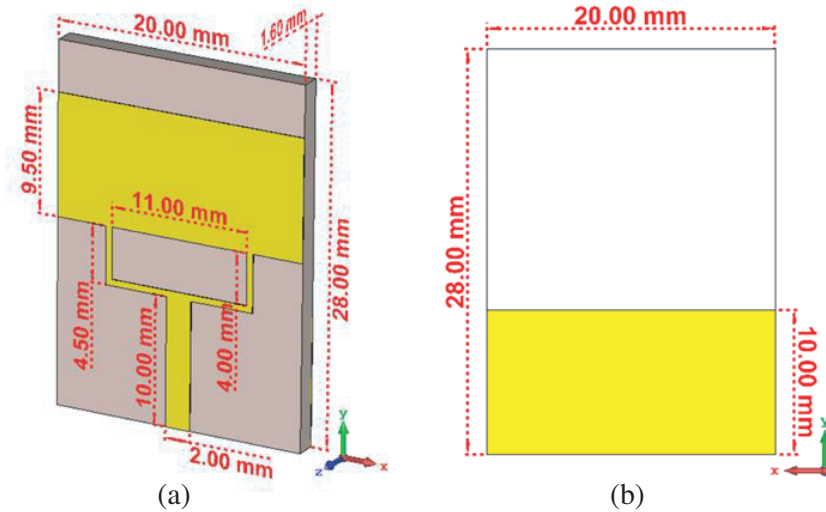 20.00 mm
1.60 mm
9.50 mm
11.00 mm
28.00 mm
4.50 mm
10.00 mm
4.00 mm
2.00 mm
y
z
x
(a)
20.00 mm
28.00 mm
10.00 mm
y
x
(b)